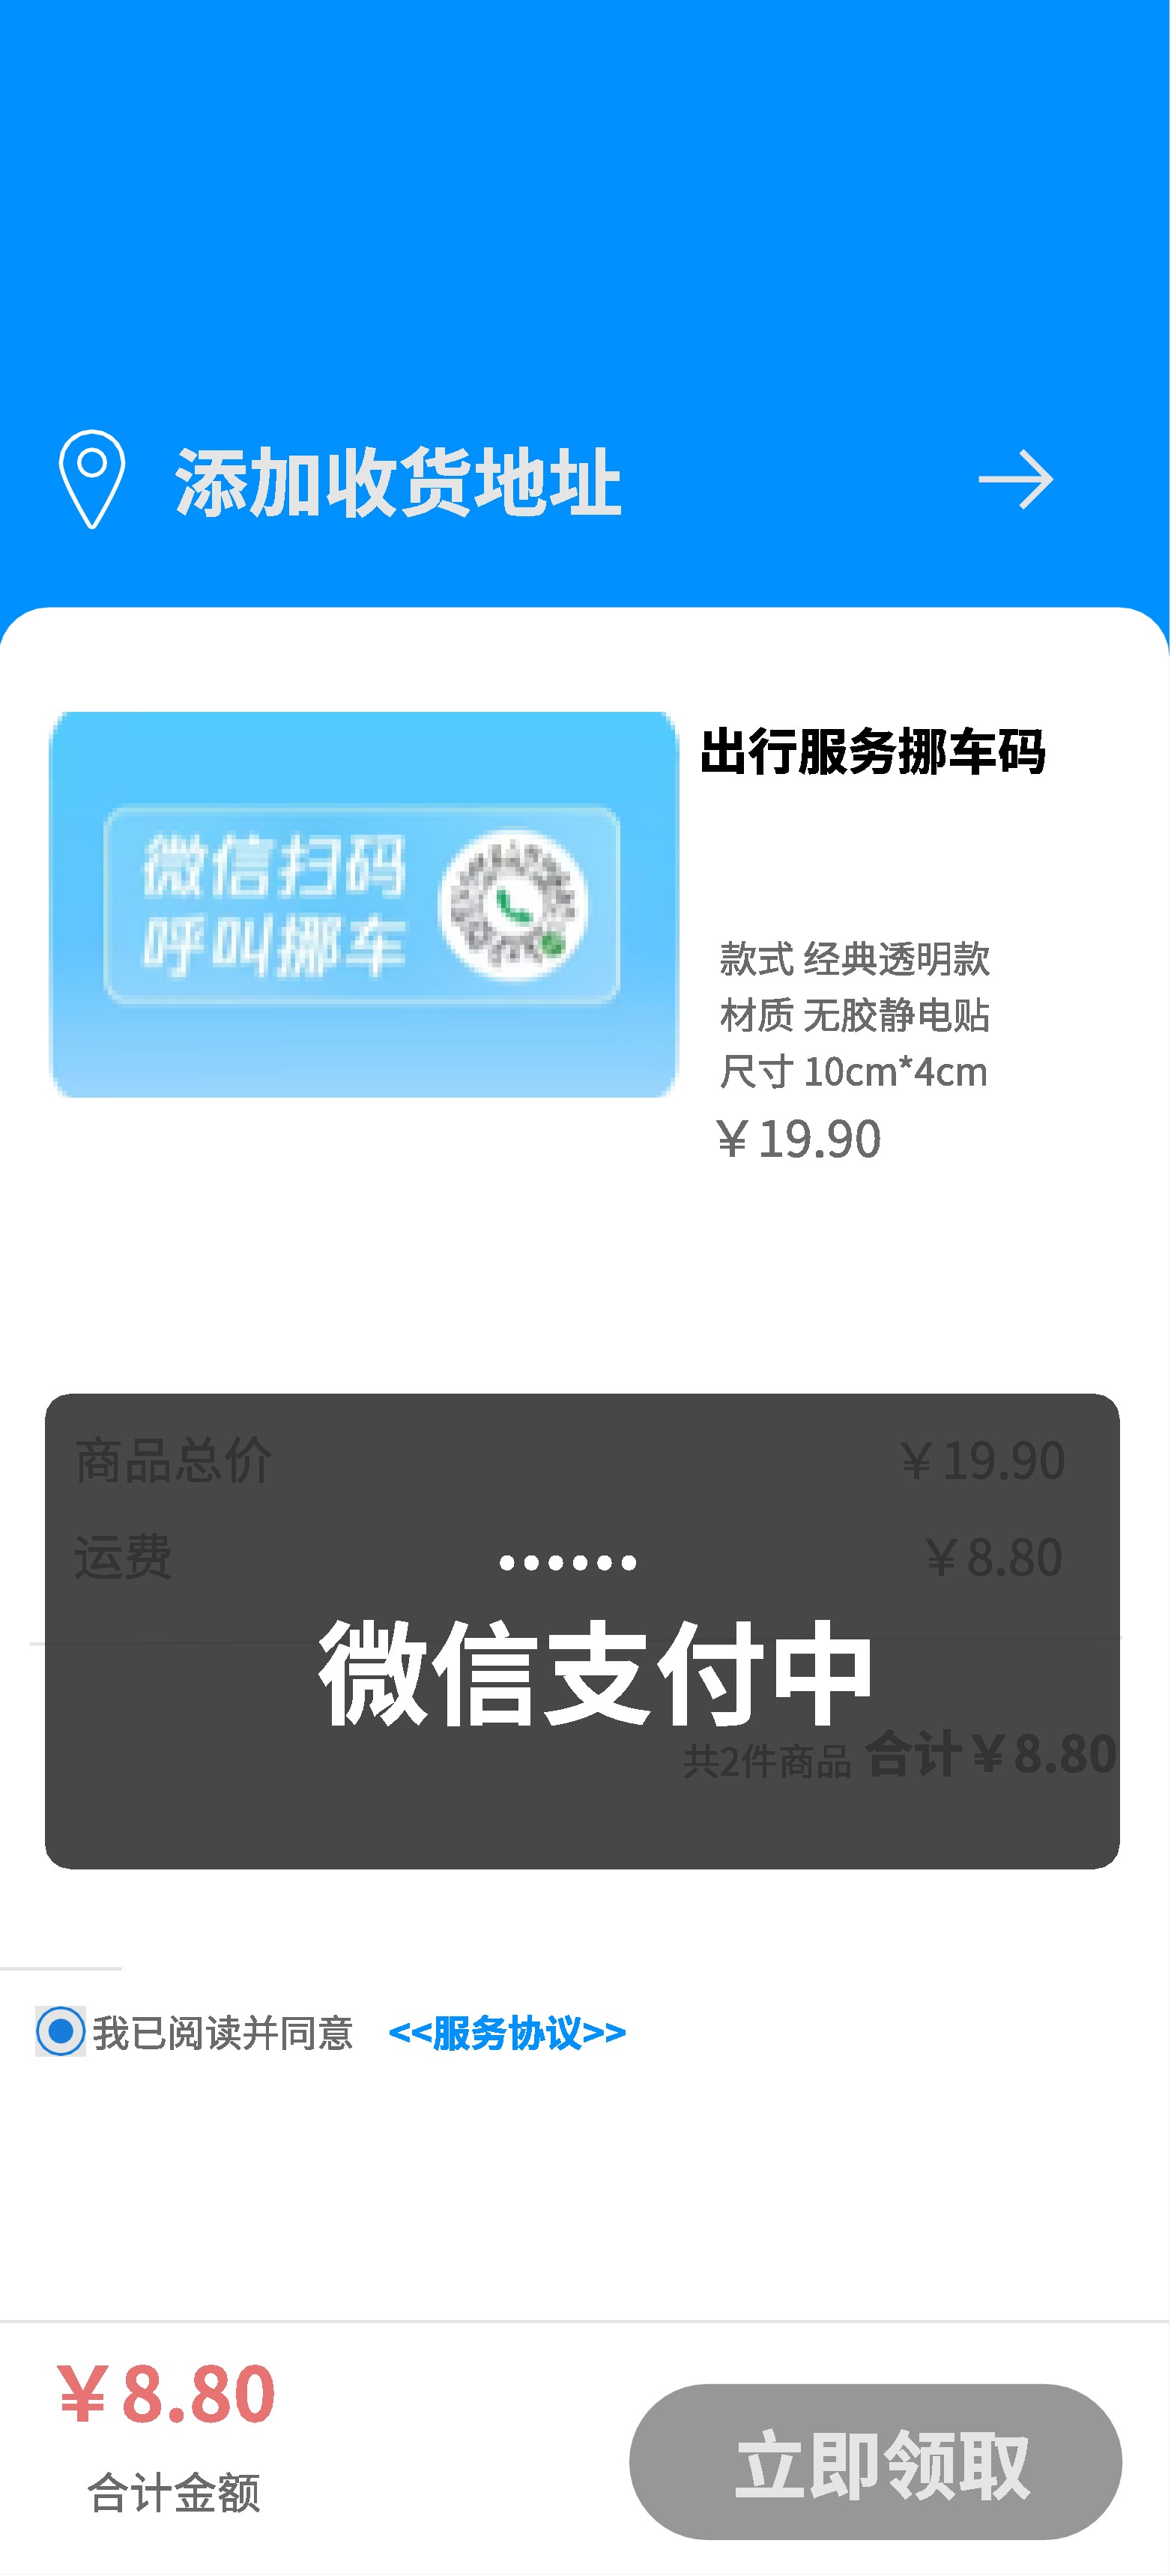 添加收货地址
出行服务挪车码
微信扫码
呼叫挪车
款式 经典透明款
材质 无胶静电贴
尺寸 10cm*4cm
￥19.90
商品总价 ￥19.90
运费 ￥8.80
......
微信支付中
共2件商品 合计￥8.80
我已阅读并同意 <<服务协议>>
￥8.80
合计金额
立即领取